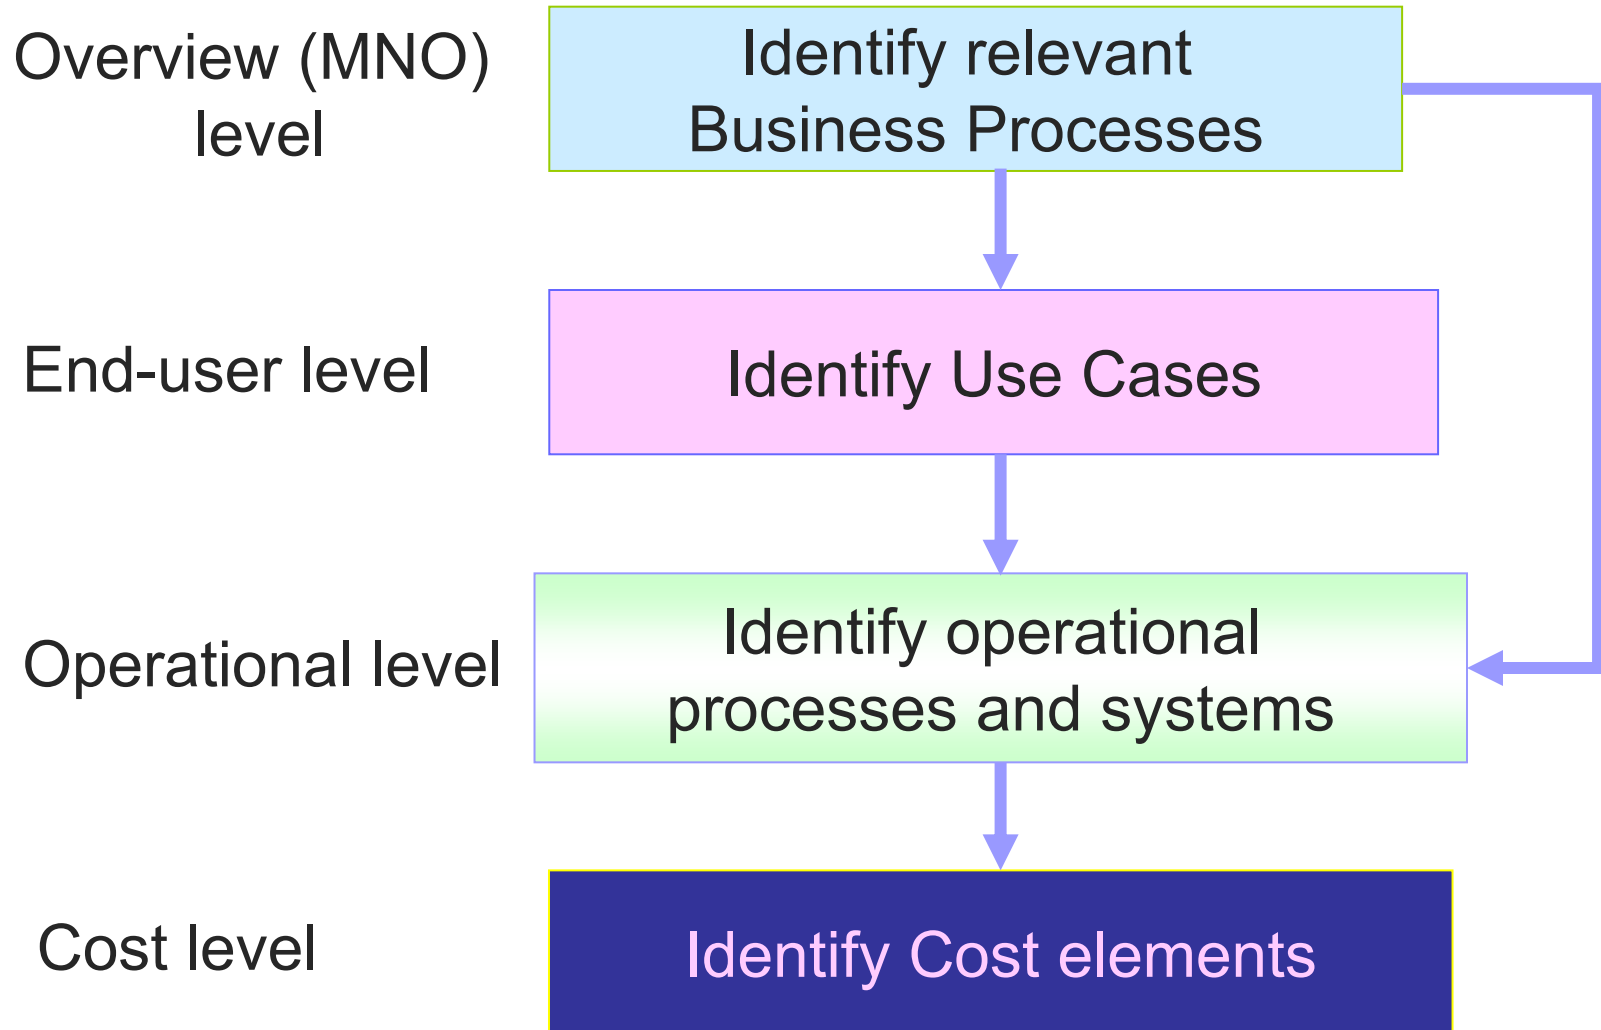 Overview (MNO)
level
Identify relevant
Business Processes
End-user level
Identify Use Cases
Operational level
Identify operational
processes and systems
Cost level
Identify Cost elements